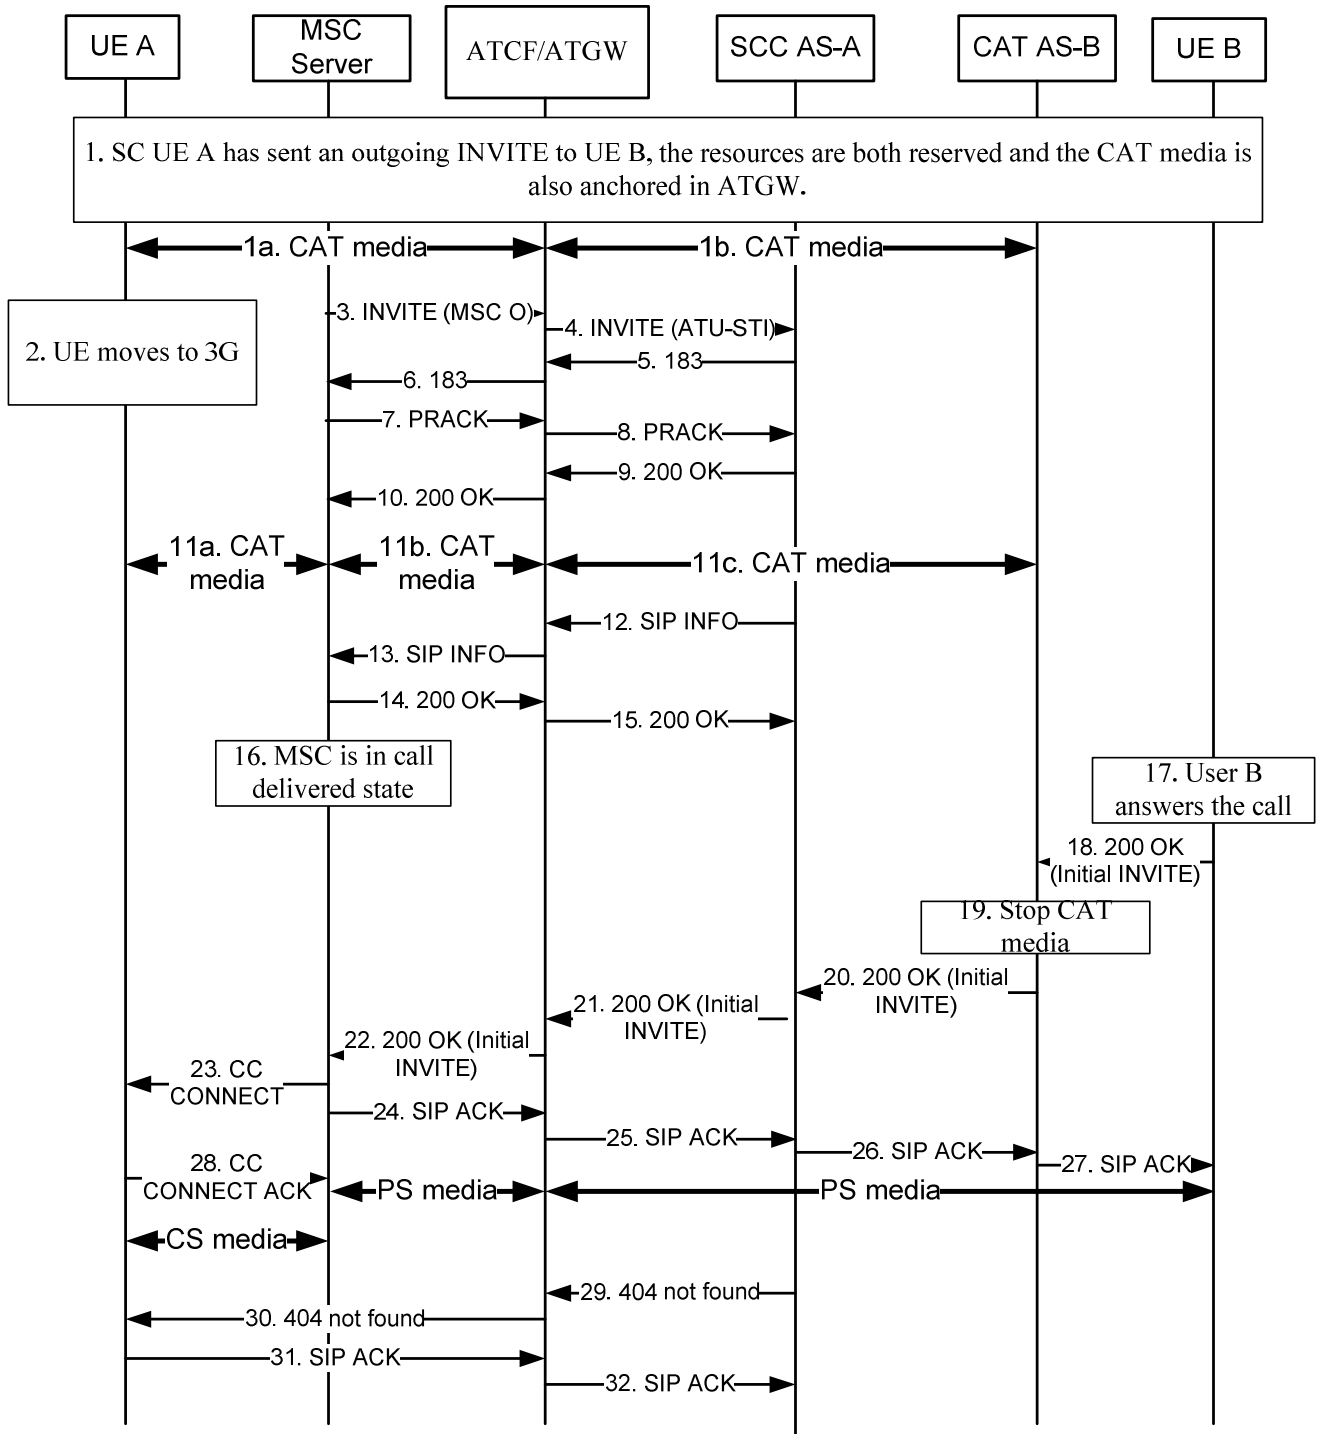 UE A
MSC
Server
ATCF/ATGW
SCC AS-A
CAT AS-B
UE B
1. SC UE A has sent an outgoing INVITE to UE B, the resources are both reserved and the CAT media is
also anchored in ATGW.
1a. CAT media
1b. CAT media
2. UE moves to 3G
3. INVITE (MSC O)
4. INVITE (ATU-STI)
5. 183
6. 183
7. PRACK
8. PRACK
9. 200 OK
10. 200 OK
11a. CAT
media
11b. CAT
media
11c. CAT media
12. SIP INFO
13. SIP INFO
14. 200 OK
15. 200 OK
16. MSC is in call
delivered state
17. User B
answers the call
18. 200 OK
(Initial INVITE)
19. Stop CAT
media
20. 200 OK (Initial
INVITE)
21. 200 OK (Initial
INVITE)
22. 200 OK (Initial
INVITE)
23. CC
CONNECT
24. SIP ACK
25. SIP ACK
26. SIP ACK
27. SIP ACK
28. CC
CONNECT ACK
PS media
PS media
CS media
29. 404 not found
30. 404 not found
31. SIP ACK
32. SIP ACK